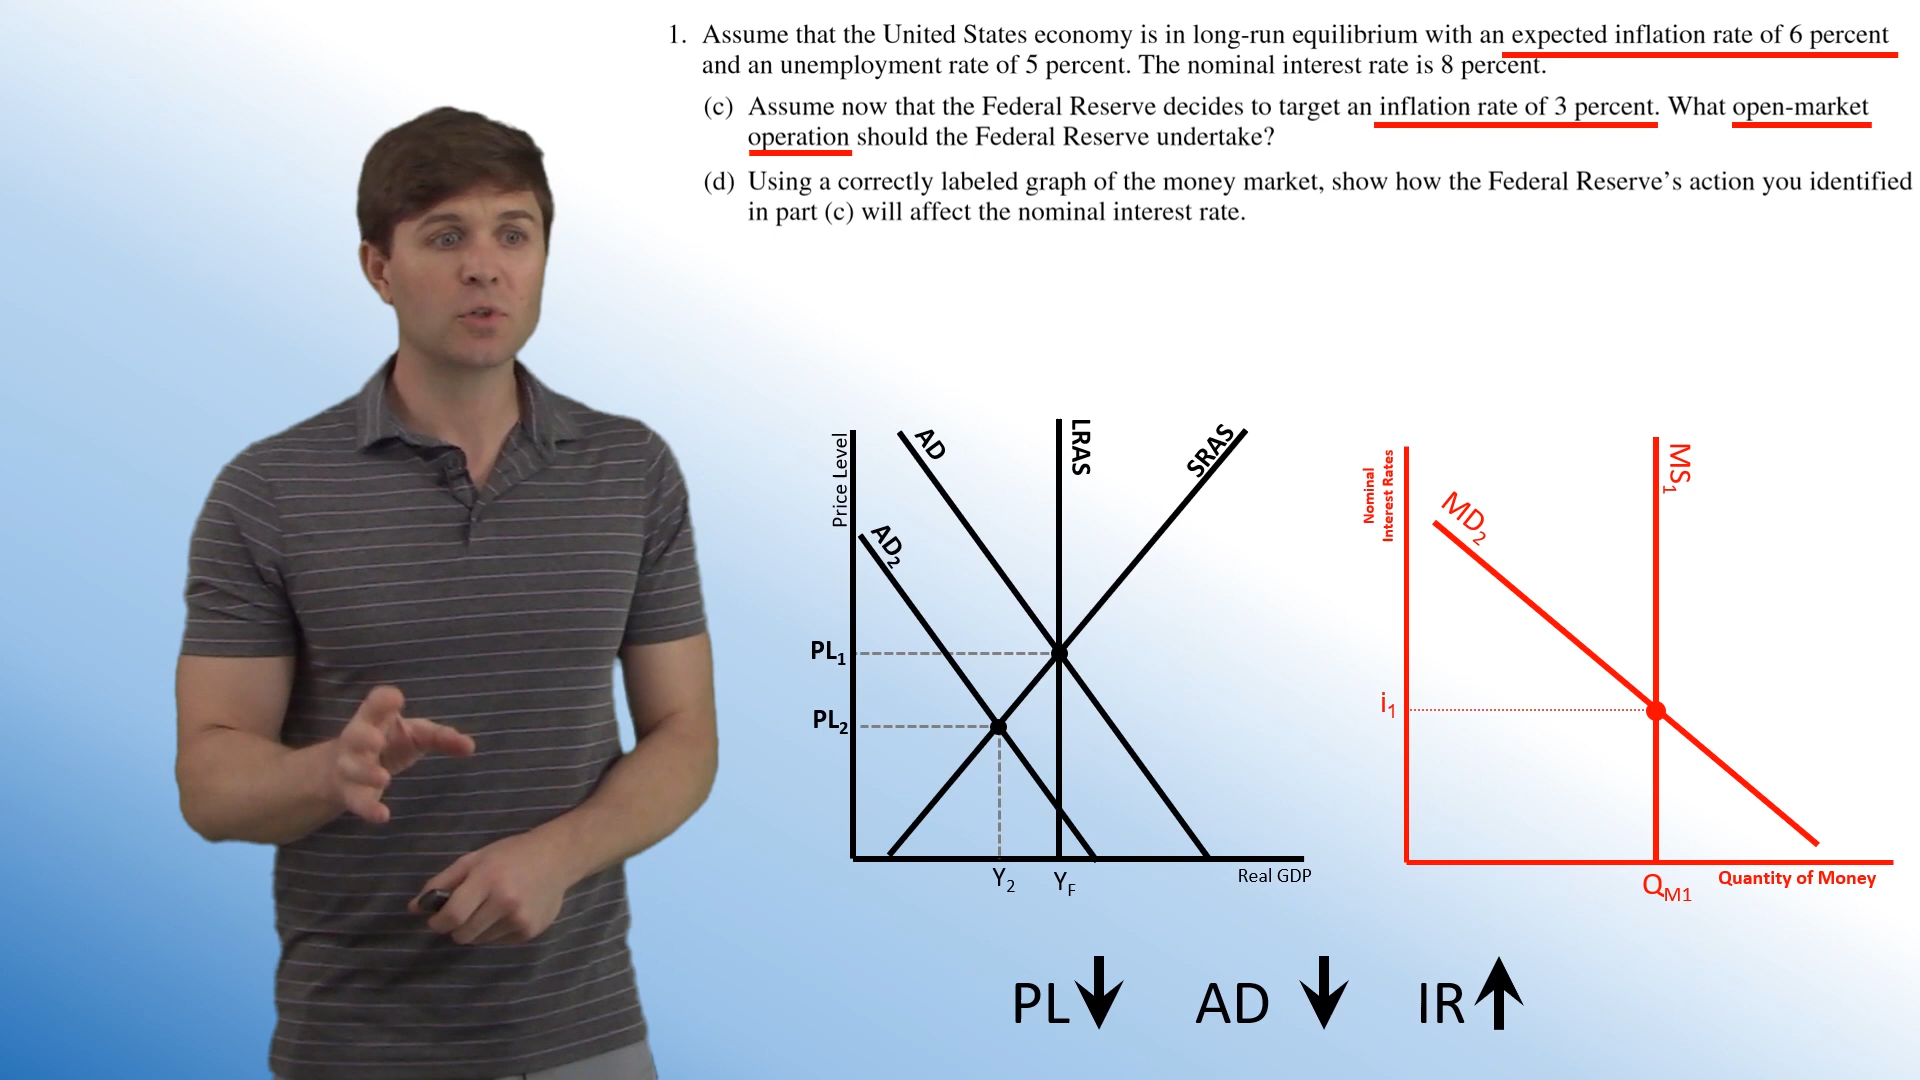 1. Assume that the United States economy is in long-run equilibrium with an expected inflation rate of 6 percent
and an unemployment rate of 5 percent. The nominal interest rate is 8 percent.
(c) Assume now that the Federal Reserve decides to target an inflation rate of 3 percent. What open-market
operation should the Federal Reserve undertake?
(d) Using a correctly labeled graph of the money market, show how the Federal Reserve's action you identified
in part (c) will affect the nominal interest rate.
Price Level
AD
LRAS
SRAS
AD2
PL1
PL2
Y2
YF
Real GDP
Nominal
Interest Rates
MD2
MS1
i1
QM1
Quantity of Money
PL
AD
IR